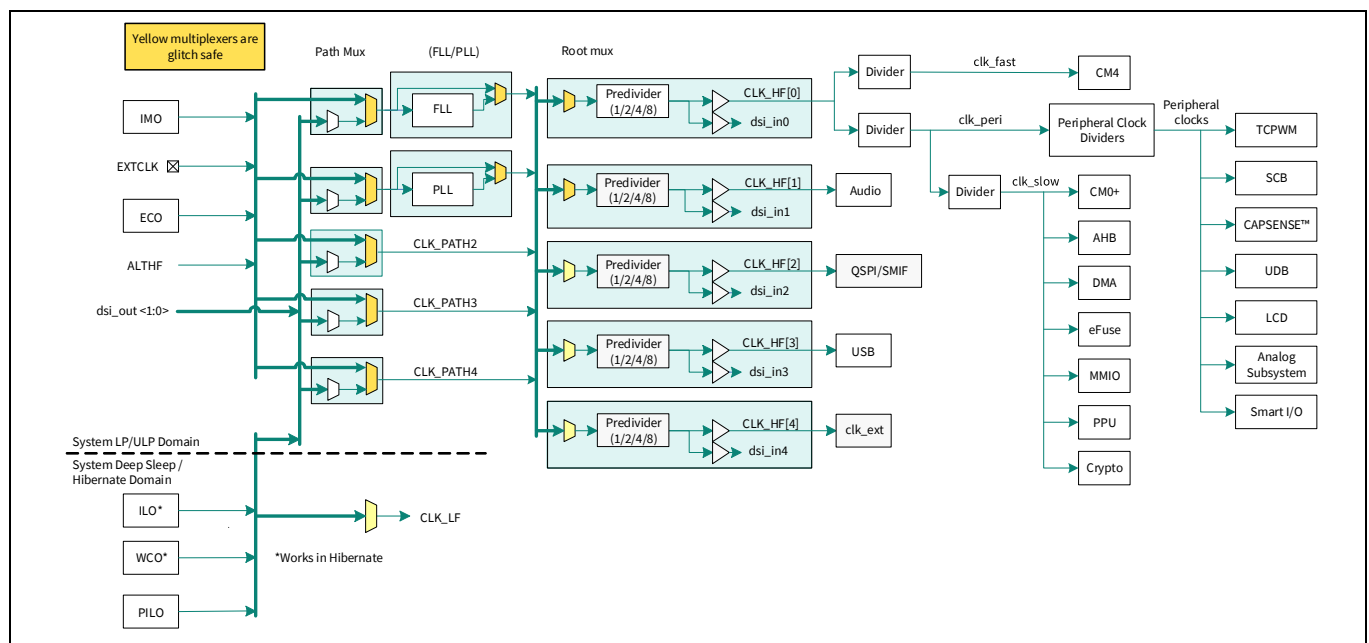 Yellow multiplexers are
glitch safe
Path Mux
(FLL/PLL)
Root mux
IMO
EXTCLK
ECO
ALTHF
dsi_out <1:0>
FLL
PLL
CLK_PATH2
CLK_PATH3
CLK_PATH4
Predivider
(1/2/4/8)
CLK_HF[0]
dsi_in0
Predivider
(1/2/4/8)
CLK_HF[1]
dsi_in1
Audio
Predivider
(1/2/4/8)
CLK_HF[2]
dsi_in2
QSPI/SMIF
Predivider
(1/2/4/8)
CLK_HF[3]
dsi_in3
USB
Predivider
(1/2/4/8)
CLK_HF[4]
dsi_in4
clk_ext
Divider
clk_fast
CM4
Divider
clk_peri
Peripheral Clock
Dividers
Peripheral
clocks
Divider
clk_slow
CM0+
AHB
DMA
eFuse
MMIO
PPU
Crypto
TCPWM
SCB
CAPSENSE™
UDB
LCD
Analog
Subsystem
Smart I/O
System LP/ULP Domain
System Deep Sleep /
Hibernate Domain
ILO*
WCO*
PILO
CLK_LF
*Works in Hibernate